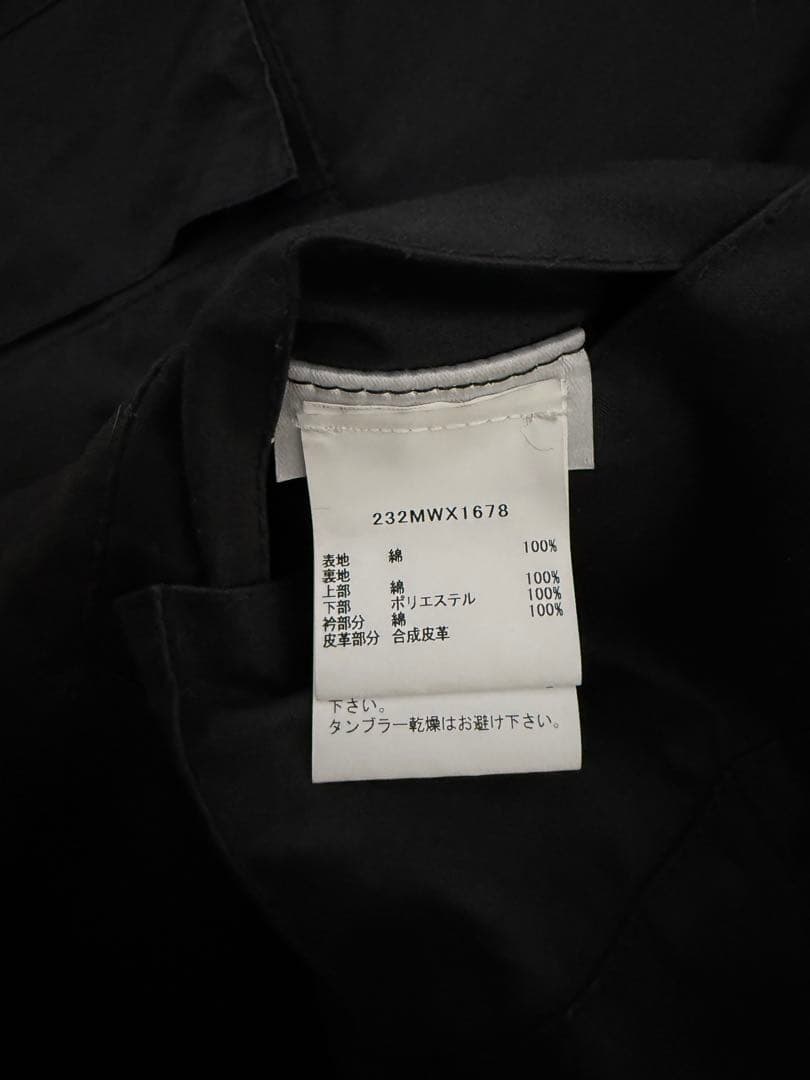 232MWX1678
表地 綿 100%
裏地
上部 綿 100%
下部 ポリエステル 100%
衿部分 綿 100%
皮革部分 合成皮革
下さい。
タンブラー乾燥はお避け下さい。